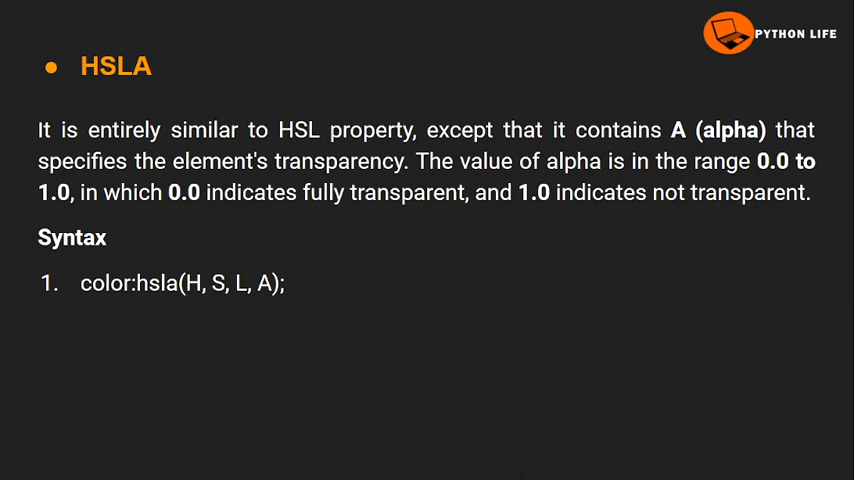 PYTHON LIFE
● HSLA
It is entirely similar to HSL property, except that it contains A (alpha) that
specifies the element's transparency. The value of alpha is in the range 0.0 to
1.0, in which 0.0 indicates fully transparent, and 1.0 indicates not transparent.
Syntax
1. color:hsla(H, S, L, A);